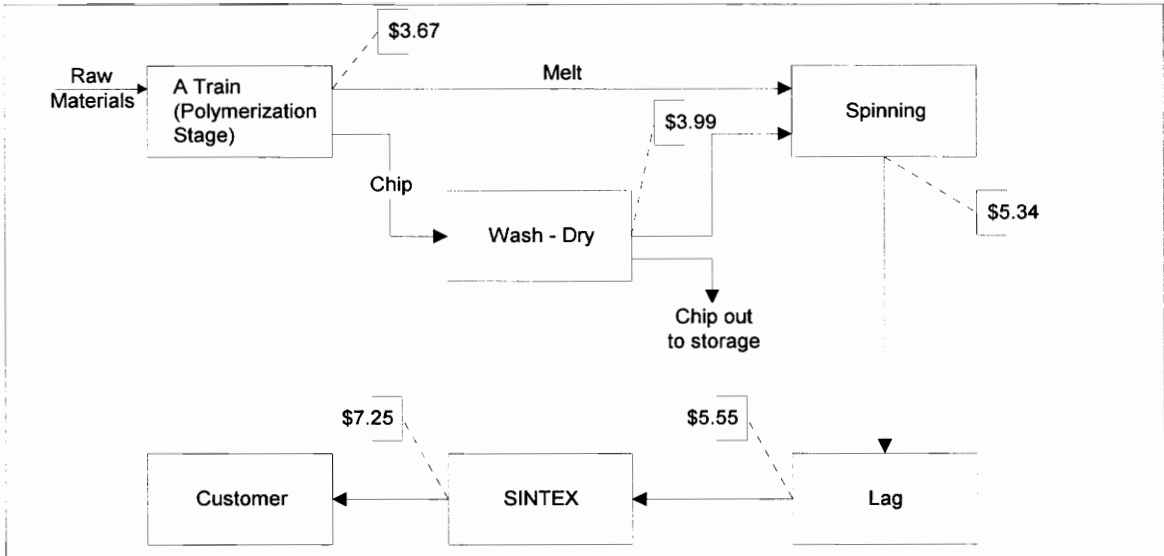 $3.67
Raw
Materials
A Train
(Polymerization
Stage)
Melt
$3.99
Spinning
Chip
Wash - Dry
$5.34
Chip out
to storage
$7.25
$5.55
Customer
SINTEX
Lag